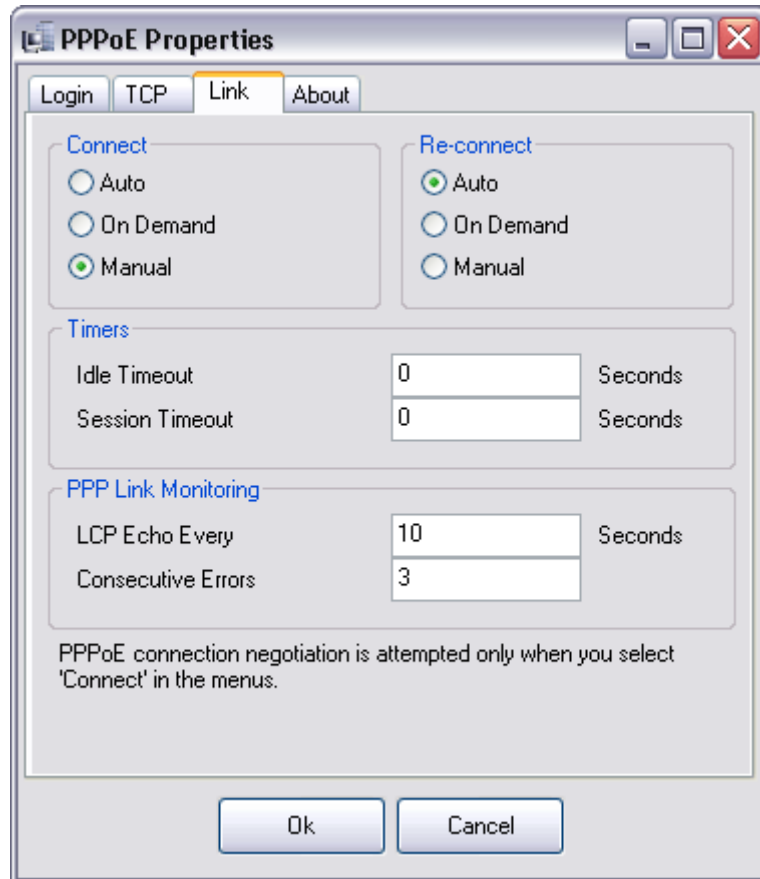 PPPoE Properties
Login TCP Link About
Connect
Auto
On Demand
Manual
Re-connect
Auto
On Demand
Manual
Timers
Idle Timeout 0 Seconds
Session Timeout 0 Seconds
PPP Link Monitoring
LCP Echo Every 10 Seconds
Consecutive Errors 3
PPPoE connection negotiation is attempted only when you select
'Connect' in the menus.
Ok Cancel